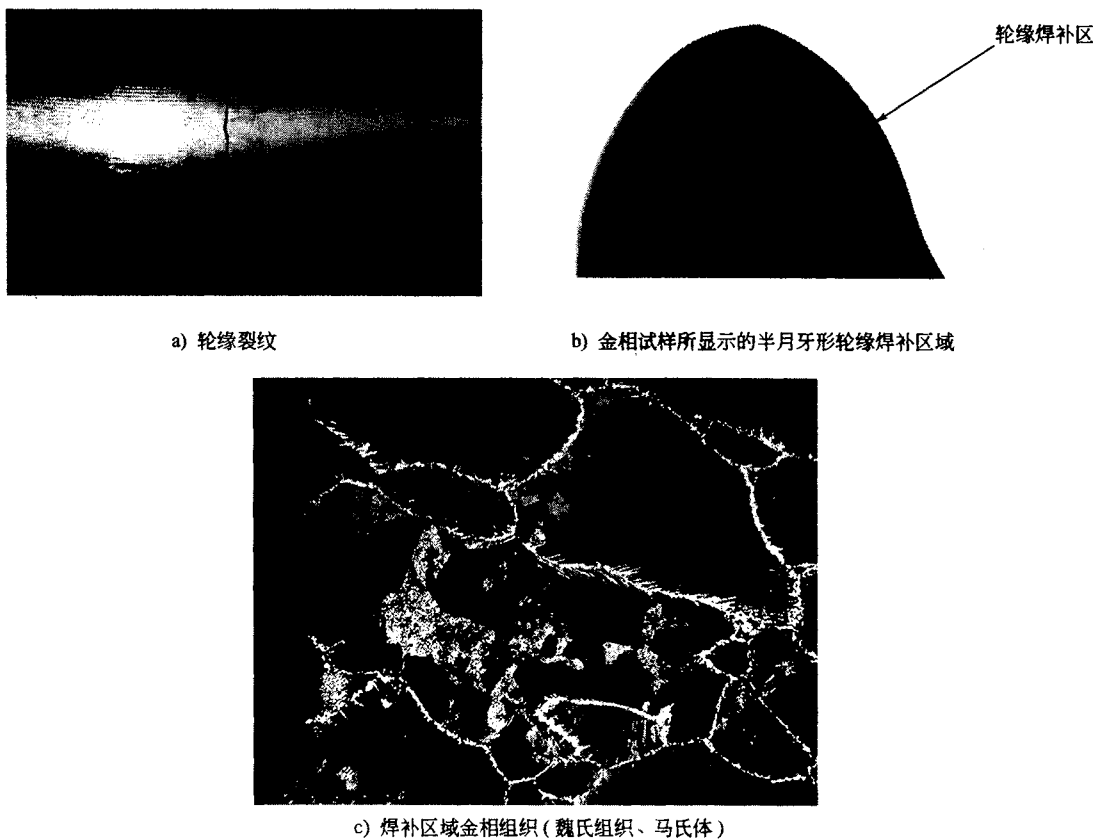 轮缘焊补区
a) 轮缘裂纹
b) 金相试样所显示的半月牙形轮缘焊补区域
c) 焊补区域金相组织 ( 魏氏组织、马氏体 )